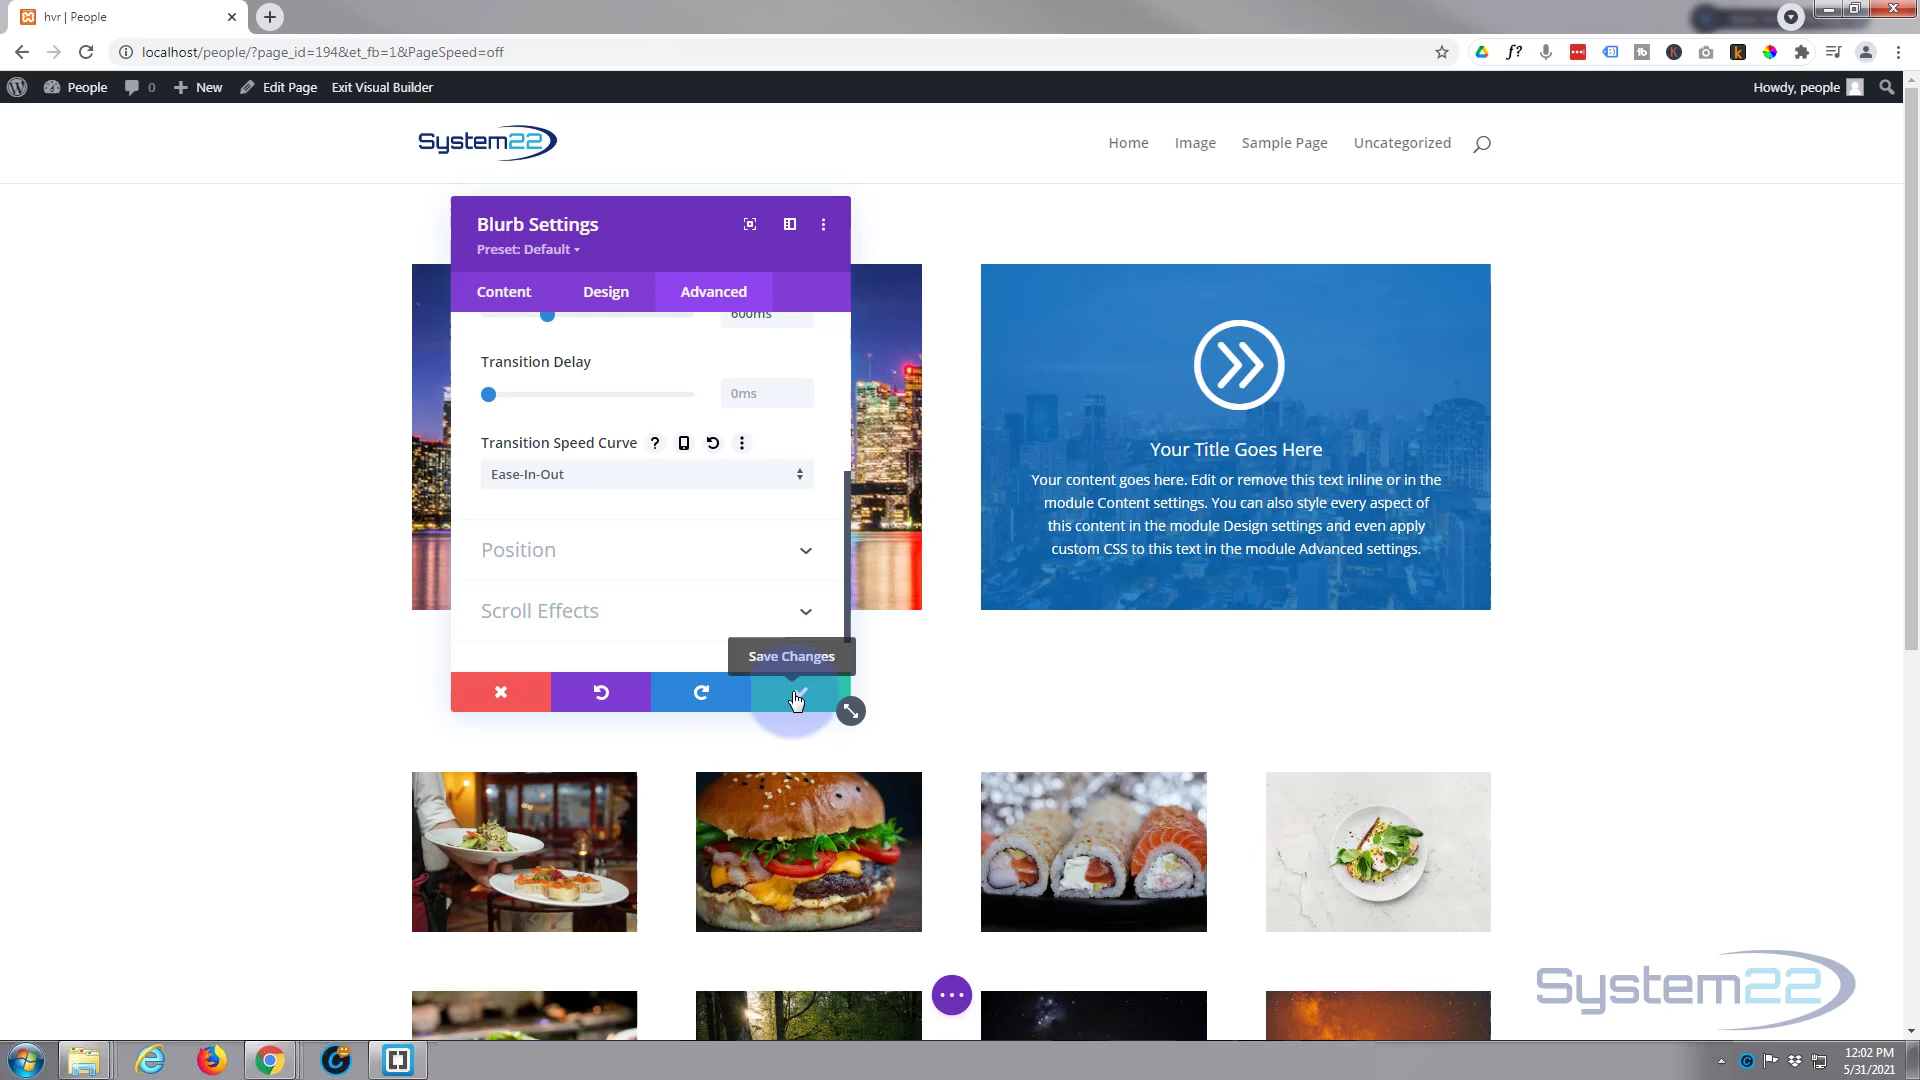 hvr | People
localhost/people/?page_id=194&et_fb=1&PageSpeed=off
People 0 New Edit Page Exit Visual Builder
Howdy, people
System22
Home Image Sample Page Uncategorized
Blurb Settings
Preset: Default
Content Design Advanced
600ms
Transition Delay
0ms
Transition Speed Curve ?
Ease-In-Out
Position
Scroll Effects
Save Changes
Your Title Goes Here
Your content goes here. Edit or remove this text inline or in the
module Content settings. You can also style every aspect of
this content in the module Design settings and even apply
custom CSS to this text in the module Advanced settings.
System22
12:02 PM
5/31/2021